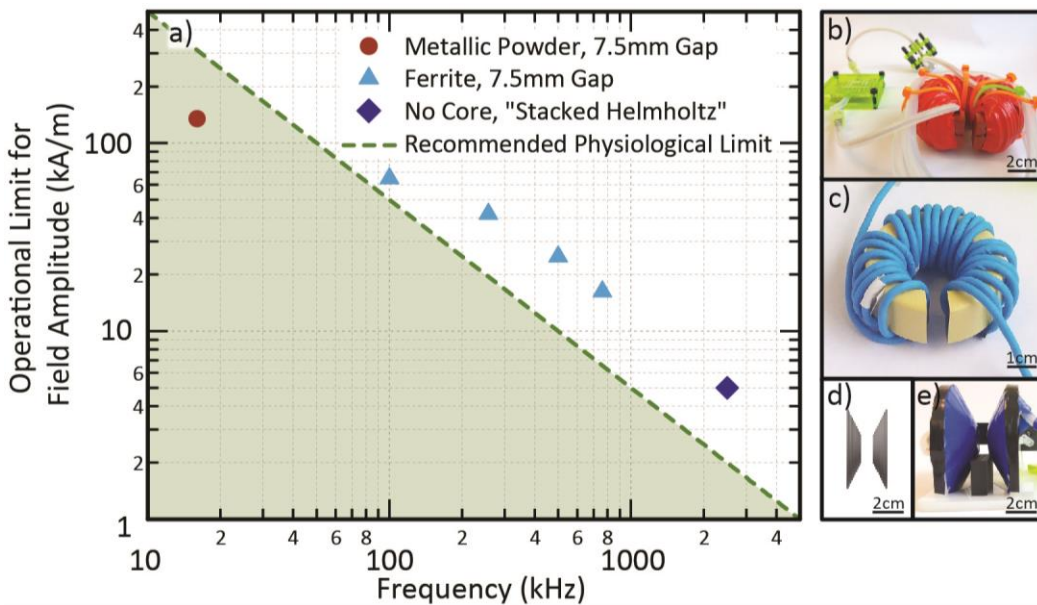 a)
Metallic Powder, 7.5mm Gap
Ferrite, 7.5mm Gap
No Core, "Stacked Helmholtz"
Recommended Physiological Limit
Operational Limit for
Field Amplitude (kA/m)
4
2
100
6
4
2
10
6
4
2
1
10
2
4
6
8
100
2
4
6
8
1000
2
4
Frequency (kHz)
b)
2cm
c)
1cm
d)
2cm
e)
2cm